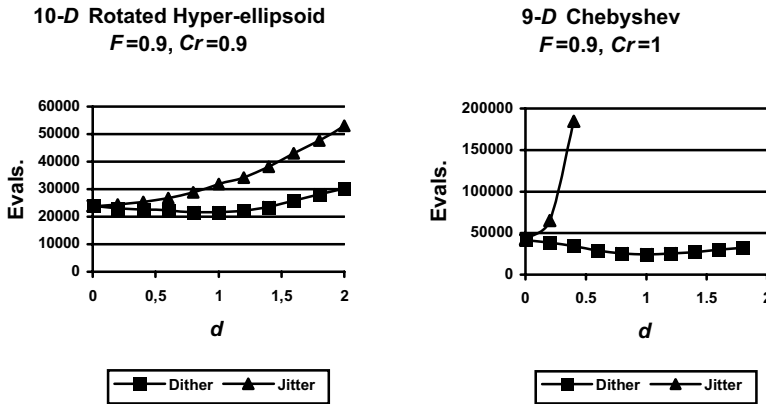 10-D Rotated Hyper-ellipsoid
F=0.9, Cr=0.9
60000
50000
40000
30000
20000
10000
0
Evals.
0 0,5 1 1,5 2
d
Dither Jitter
9-D Chebyshev
F=0.9, Cr=1
200000
150000
100000
50000
0
Evals.
0 0.5 1 1.5 2
d
Dither Jitter